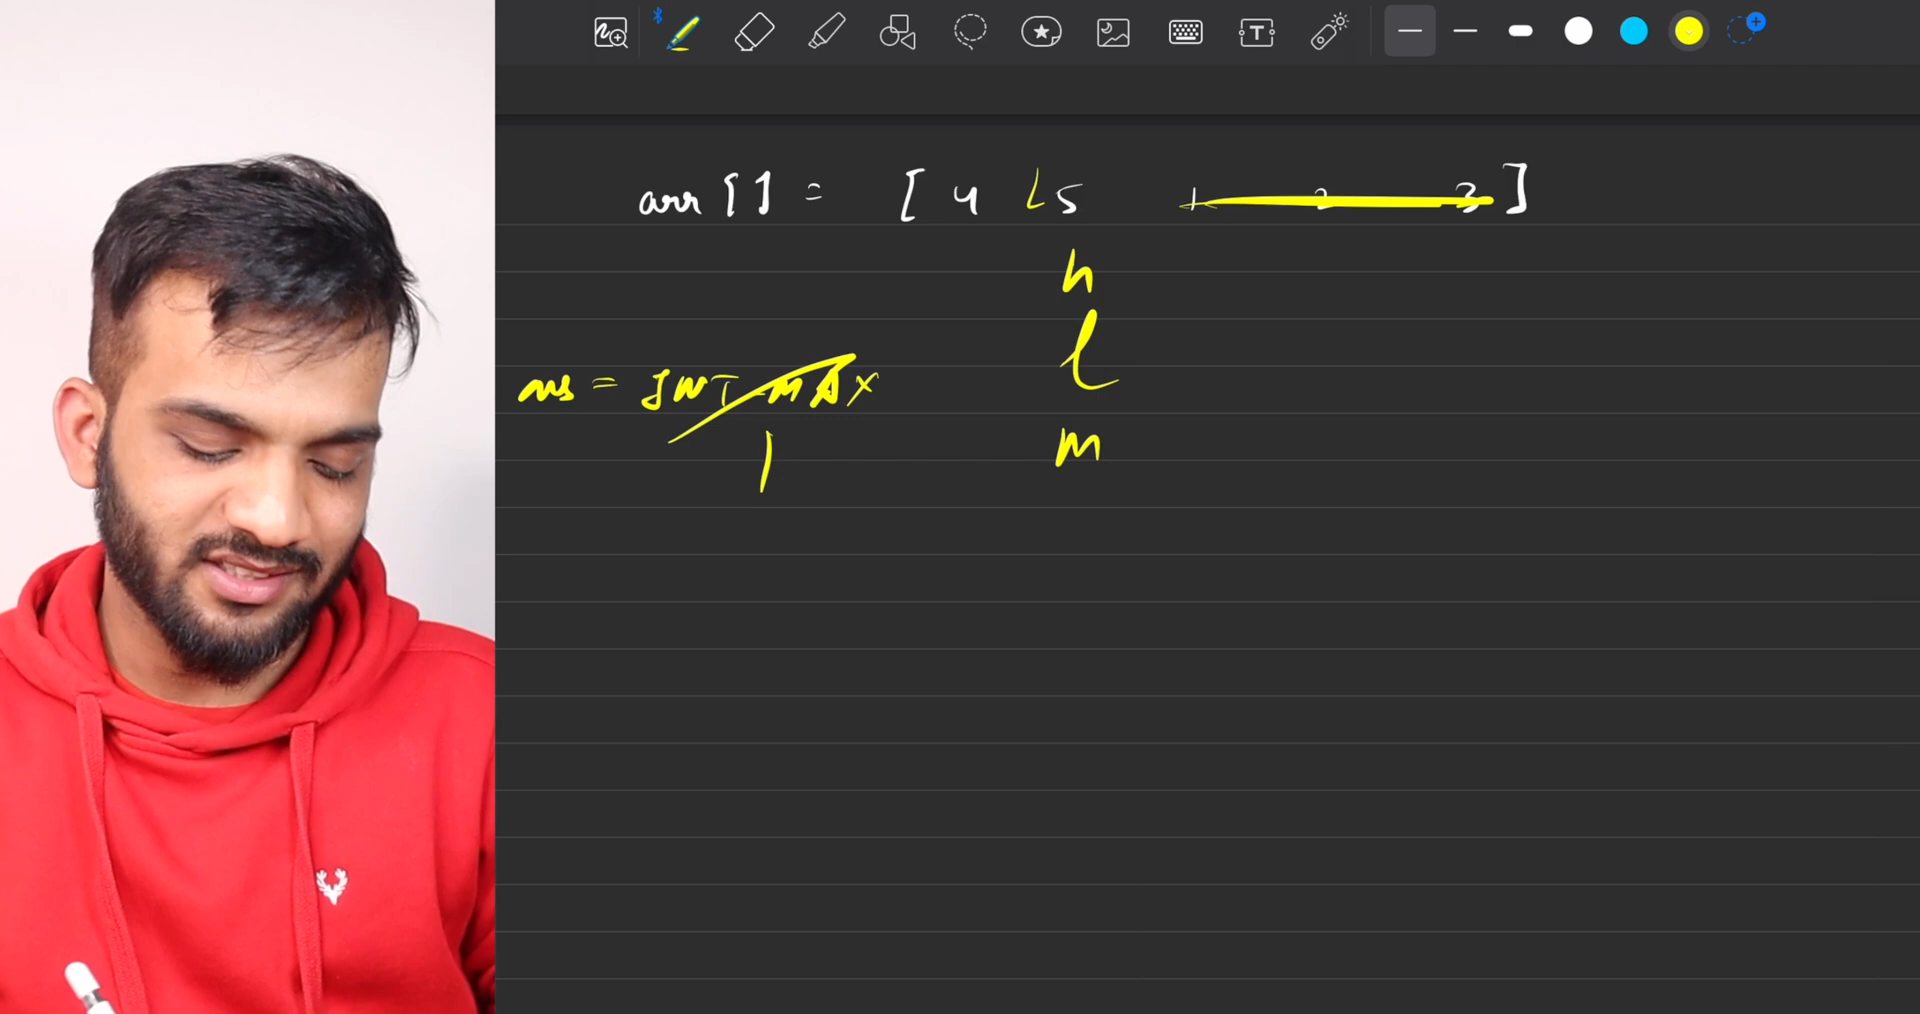 arr [ ] = [ 4 5 1 2 3 ]
h
l
ans = INT_MAX
m
1